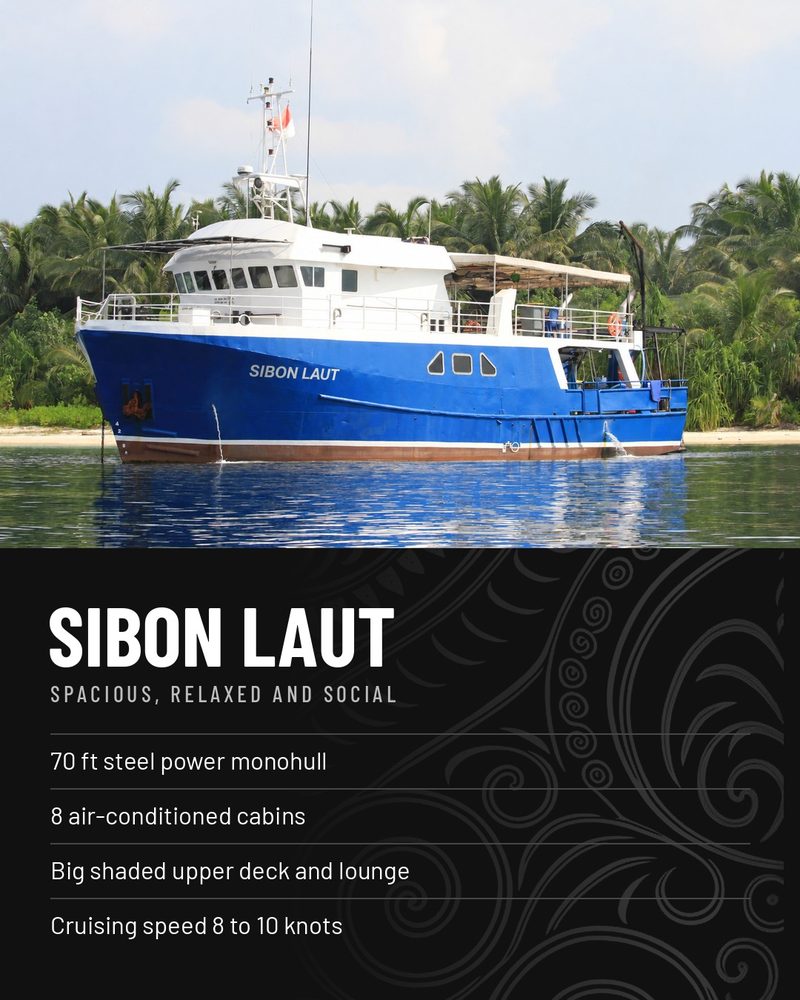 SIBON LAUT
SIBON LAUT
SPACIOUS, RELAXED AND SOCIAL
70 ft steel power monohull
8 air-conditioned cabins
Big shaded upper deck and lounge
Cruising speed 8 to 10 knots